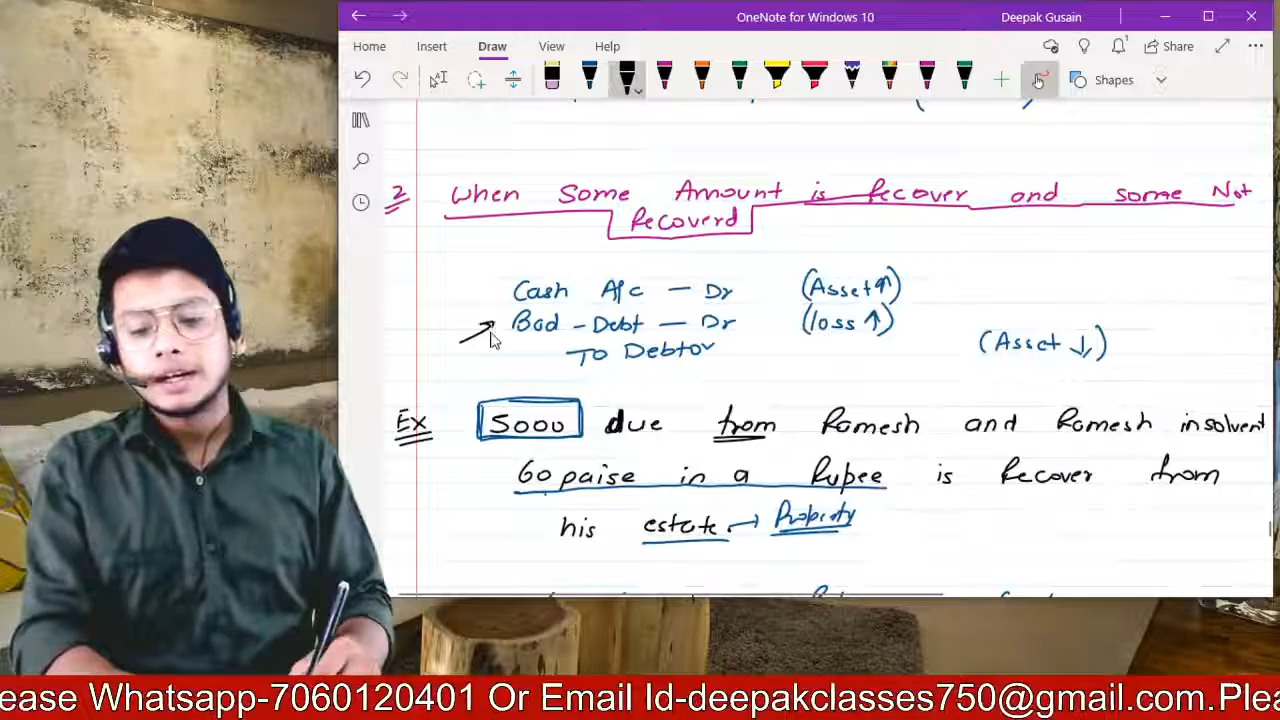 OneNote for Windows 10
Deepak Gusain
Home Insert Draw View Help
Share
Shapes
2 When Some Amount is Recover and some Not
Recoverd
Cash A/c - Dr (Asset ↑)
Bad - Debt - Dr (loss ↑)
To Debtor (Asset ↓)
Ex 5000 due from Ramesh and Ramesh insolvent
60 paise in a Rupee is Recover from
his estate → Property
ease Whatsapp-7060120401 Or Email Id-deepakclasses750@gmail.com.Plea